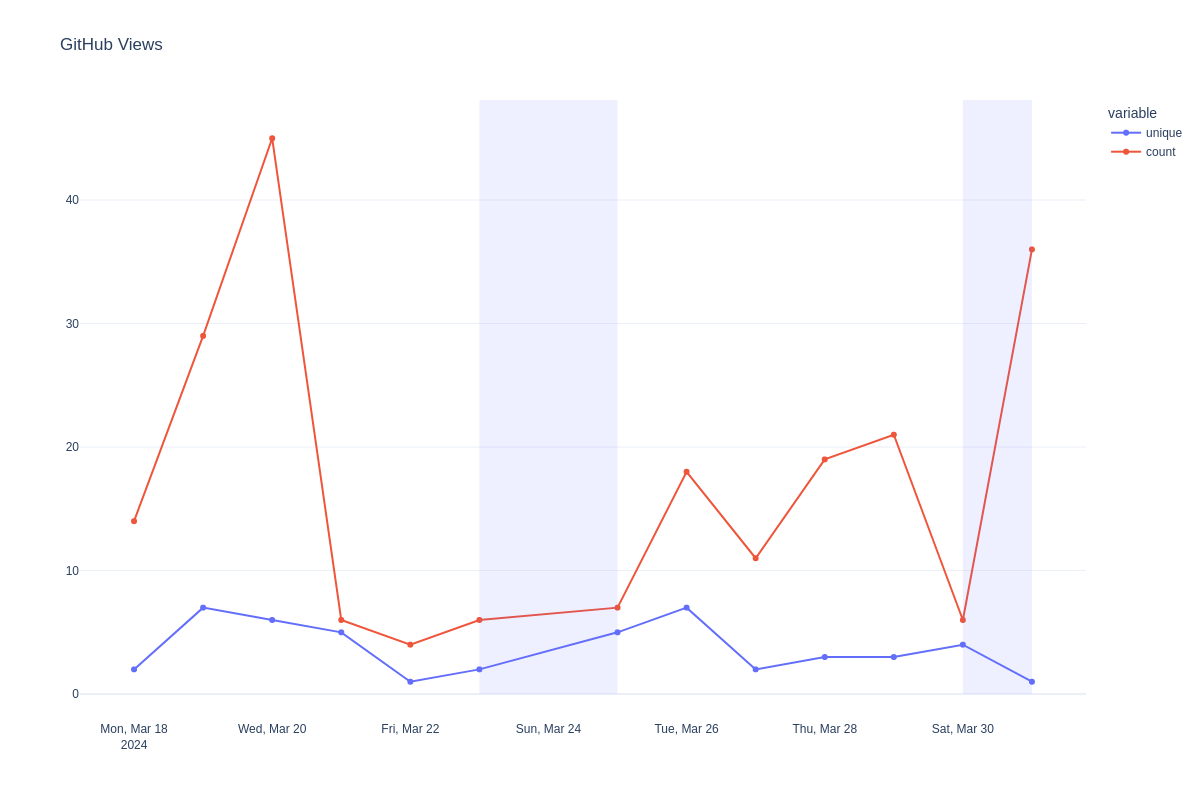 GitHub Views
variable
unique
count
40
30
20
10
0
Mon, Mar 18
2024
Wed, Mar 20
Fri, Mar 22
Sun, Mar 24
Tue, Mar 26
Thu, Mar 28
Sat, Mar 30